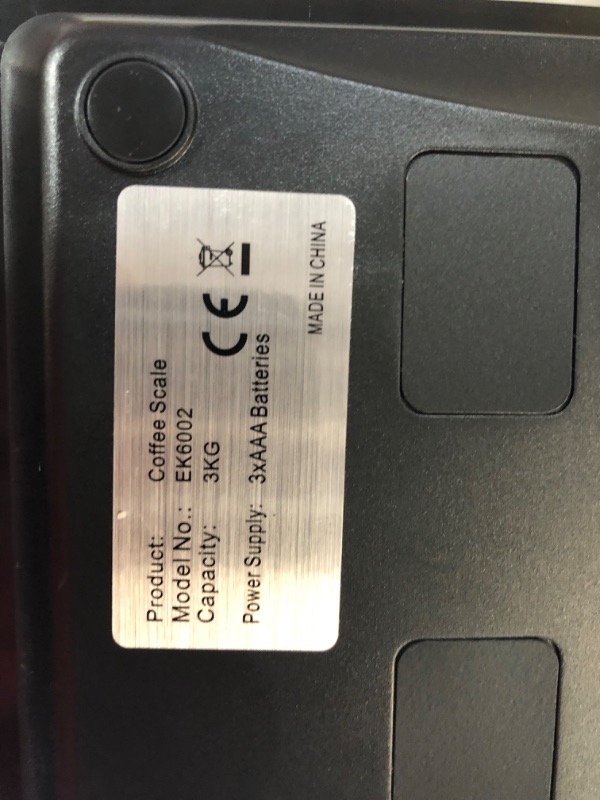 Product: Coffee Scale
Model No.: EK6002
Capacity: 3KG
Power Supply: 3xAAA Batteries
CE
MADE IN CHINA